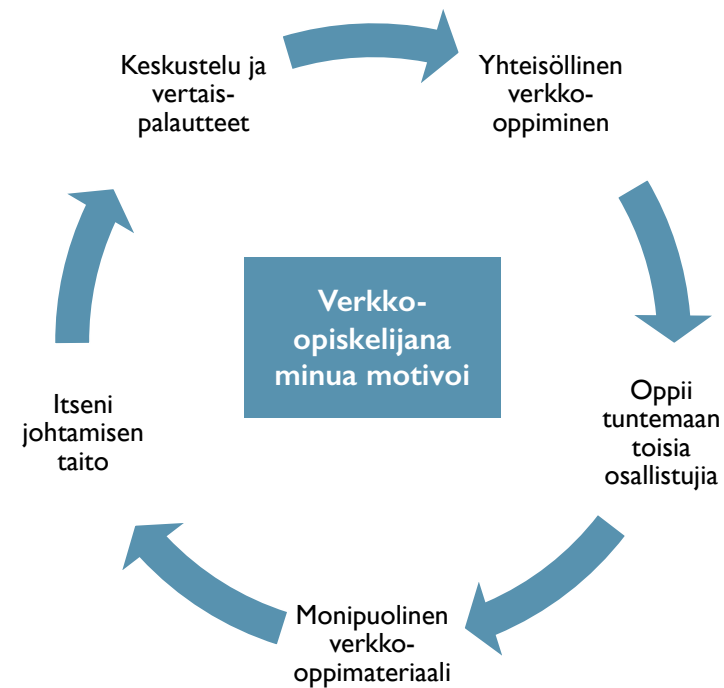 Keskustelu ja
vertais-
palautteet
Yhteisöllinen
verkko-
oppiminen
Verkko-
opiskelijana
minua motivoi
Oppii
tuntemaan
toisia
osallistujia
Monipuolinen
verkko-
oppimateriaali
Itseni
johtamisen
taito